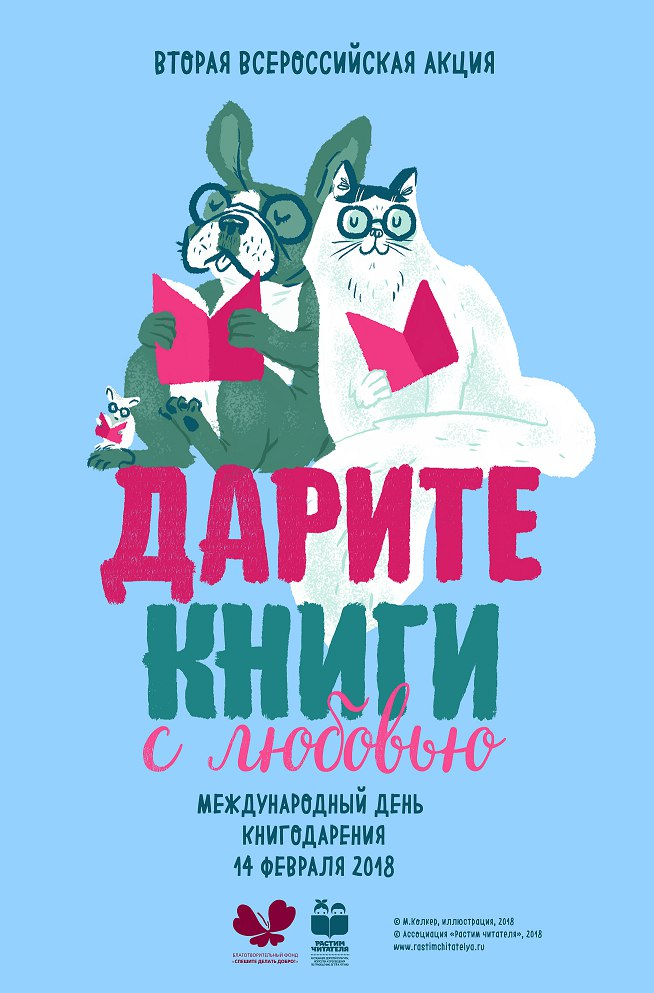 ВТОРАЯ ВСЕРОССИЙСКАЯ АКЦИЯ
ДАРИТЕ
КНИГИ
с любовью
МЕЖДУНАРОДНЫЙ ДЕНЬ
КНИГОДАРЕНИЯ
14 ФЕВРАЛЯ 2018
БЛАГОТВОРИТЕЛЬНЫЙ ФОНД
«СПЕШИТЕ ДЕЛАТЬ ДОБРО!»
РАСТИМ
ЧИТАТЕЛЯ
© М.Колкер, иллюстрация, 2018
© Ассоциация «Растим читателя», 2018
www.rastimchitatelya.ru